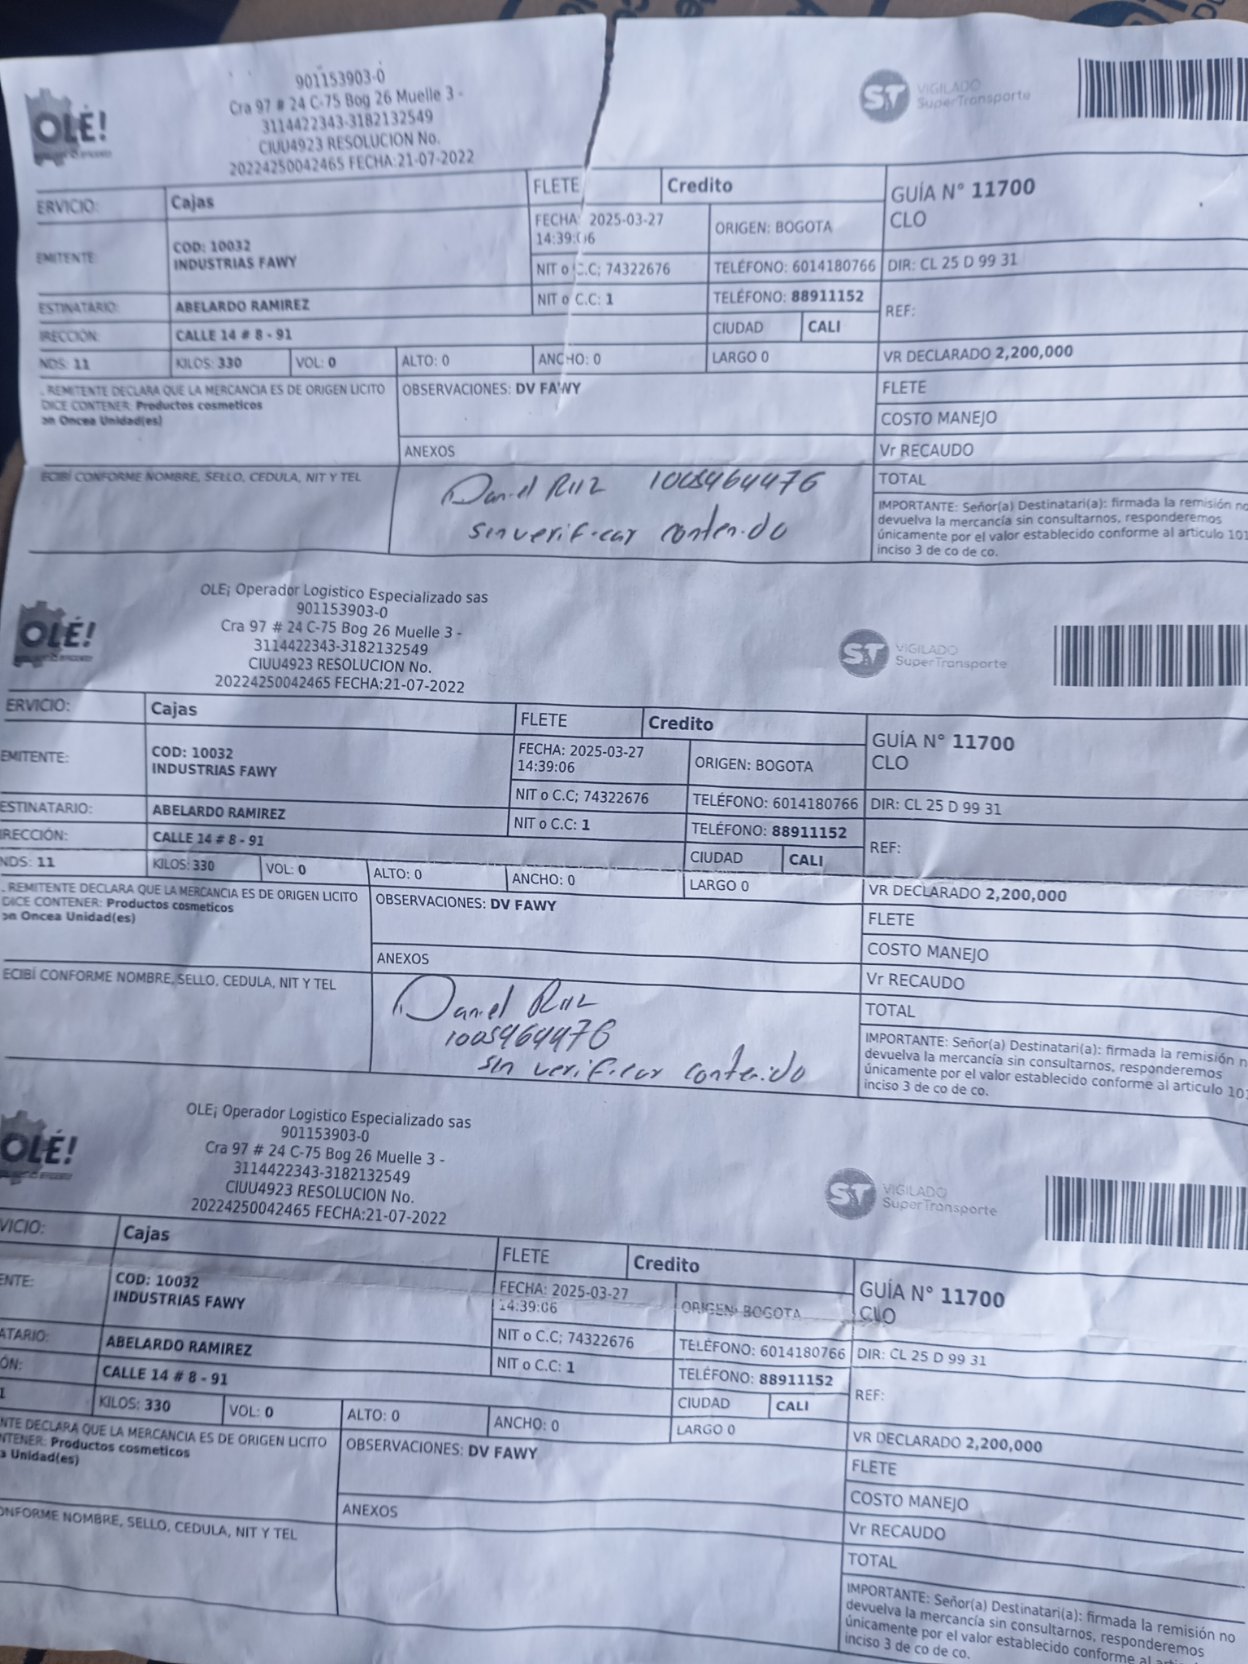 901153903-0
Cra 97 # 24 C-75 Bog 26 Muelle 3 -
3114422343-3182132549
CIUU4923 RESOLUCION No.
20224250042465 FECHA:21-07-2022
OLÉ!
ST VIGILADO
SuperTransporte
ERVICIO: Cajas FLETE Credito GUÍA N° 11700
CLO
EMITENTE: COD: 10032
INDUSTRIAS FAWY
FECHA: 2025-03-27
14:39:06
ORIGEN: BOGOTA
NIT o C.C; 74322676 TELÉFONO: 6014180766 DIR: CL 25 D 99 31
ESTINATARIO: ABELARDO RAMIREZ NIT o C.C: 1 TELÉFONO: 88911152 REF:
IRECCIÓN: CALLE 14 # 8 - 91 CIUDAD CALI
NDS: 11 KILOS: 330 VOL: 0 ALTO: 0 ANCHO: 0 LARGO 0 VR DECLARADO 2,200,000
. REMITENTE DECLARA QUE LA MERCANCIA ES DE ORIGEN LICITO
DICE CONTENER: Productos cosmeticos
on Oncea Unidad(es)
OBSERVACIONES: DV FAWY
FLETE
COSTO MANEJO
ANEXOS
Vr RECAUDO
ECIBÍ CONFORME NOMBRE, SELLO, CEDULA, NIT Y TEL
TOTAL
Daniel
sin verificar contenido
IMPORTANTE: Señor(a) Destinatari(a): firmada la remisión no
devuelva la mercancía sin consultarnos, responderemos
únicamente por el valor establecido conforme al articulo 101
inciso 3 de co de co.
OLE¡ Operador Logistico Especializado sas
901153903-0
Cra 97 # 24 C-75 Bog 26 Muelle 3 -
3114422343-3182132549
CIUU4923 RESOLUCION No.
20224250042465 FECHA:21-07-2022
OLÉ!
ST VIGILADO
SuperTransporte
ERVICIO: Cajas FLETE Credito GUÍA N° 11700
CLO
EMITENTE: COD: 10032
INDUSTRIAS FAWY
FECHA: 2025-03-27
14:39:06
ORIGEN: BOGOTA
NIT o C.C; 74322676 TELÉFONO: 6014180766 DIR: CL 25 D 99 31
ESTINATARIO: ABELARDO RAMIREZ NIT o C.C: 1 TELÉFONO: 88911152 REF:
IRECCIÓN: CALLE 14 # 8 - 91 CIUDAD CALI
NDS: 11 KILOS: 330 VOL: 0 ALTO: 0 ANCHO: 0 LARGO 0 VR DECLARADO 2,200,000
. REMITENTE DECLARA QUE LA MERCANCIA ES DE ORIGEN LICITO
DICE CONTENER: Productos cosmeticos
on Oncea Unidad(es)
OBSERVACIONES: DV FAWY
FLETE
COSTO MANEJO
ANEXOS
Vr RECAUDO
ECIBÍ CONFORME NOMBRE, SELLO, CEDULA, NIT Y TEL
TOTAL
Daniel
sin verificar contenido
IMPORTANTE: Señor(a) Destinatari(a): firmada la remisión n
devuelva la mercancía sin consultarnos, responderemos
únicamente por el valor establecido conforme al articulo 101
inciso 3 de co de co.
OLE¡ Operador Logistico Especializado sas
901153903-0
Cra 97 # 24 C-75 Bog 26 Muelle 3 -
3114422343-3182132549
CIUU4923 RESOLUCION No.
20224250042465 FECHA:21-07-2022
OLÉ!
ST VIGILADO
SuperTransporte
VICIO: Cajas FLETE Credito GUÍA N° 11700
CLO
ENTE: COD: 10032
INDUSTRIAS FAWY
FECHA: 2025-03-27
14:39:06
ORIGEN: BOGOTA
NIT o C.C; 74322676 TELÉFONO: 6014180766 DIR: CL 25 D 99 31
ATARIO: ABELARDO RAMIREZ NIT o C.C: 1 TELÉFONO: 88911152 REF:
ÓN: CALLE 14 # 8 - 91 CIUDAD CALI
1 KILOS: 330 VOL: 0 ALTO: 0 ANCHO: 0 LARGO 0 VR DECLARADO 2,200,000
NTE DECLARA QUE LA MERCANCIA ES DE ORIGEN LICITO
NTENER: Productos cosmeticos
a Unidad(es)
OBSERVACIONES: DV FAWY
FLETE
COSTO MANEJO
ANEXOS
Vr RECAUDO
ONFORME NOMBRE, SELLO, CEDULA, NIT Y TEL
TOTAL
IMPORTANTE: Señor(a) Destinatari(a): firmada la remisión no
devuelva la mercancía sin consultarnos, responderemos
únicamente por el valor establecido conforme al
inciso 3 de co de co.